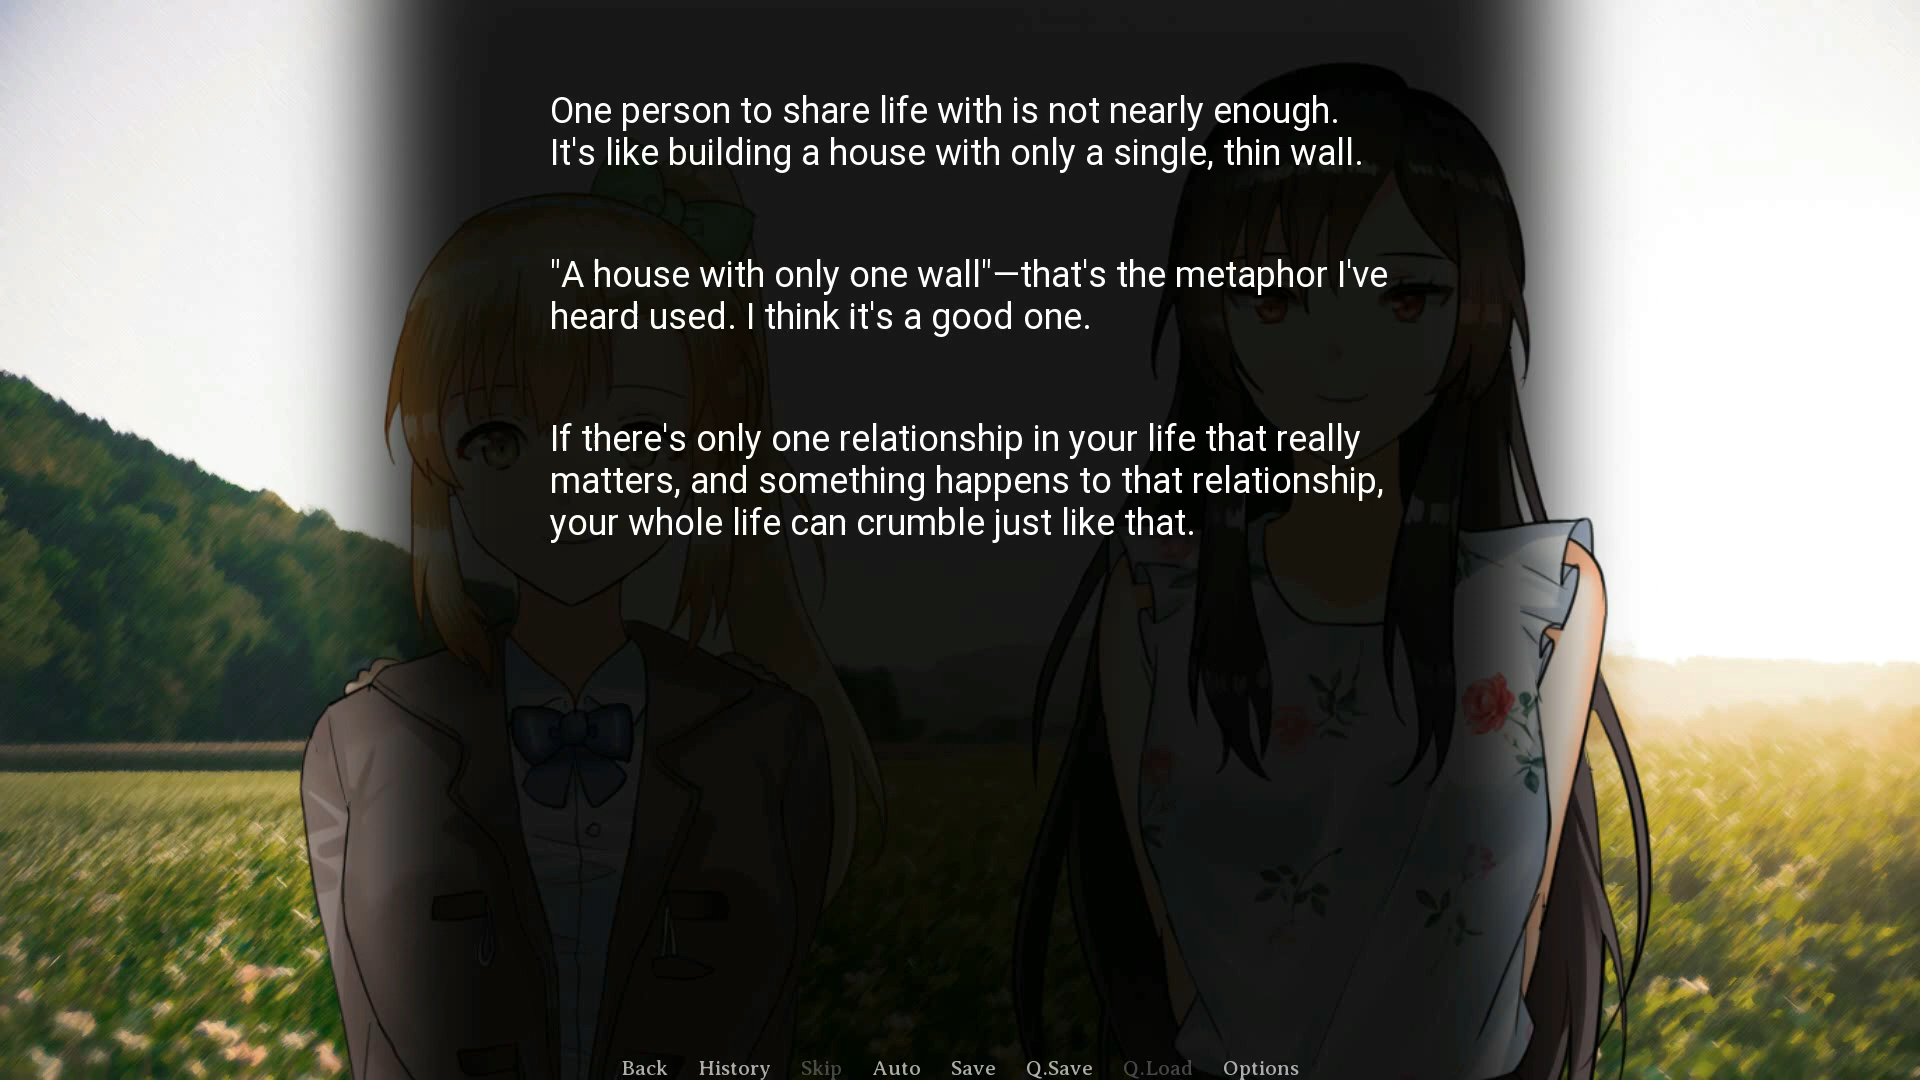 One person to share life with is not nearly enough.
It's like building a house with only a single, thin wall.
"A house with only one wall"—that's the metaphor I've
heard used. I think it's a good one.
If there's only one relationship in your life that really
matters, and something happens to that relationship,
your whole life can crumble just like that.
Back History Skip Auto Save Q.Save Q.Load Options